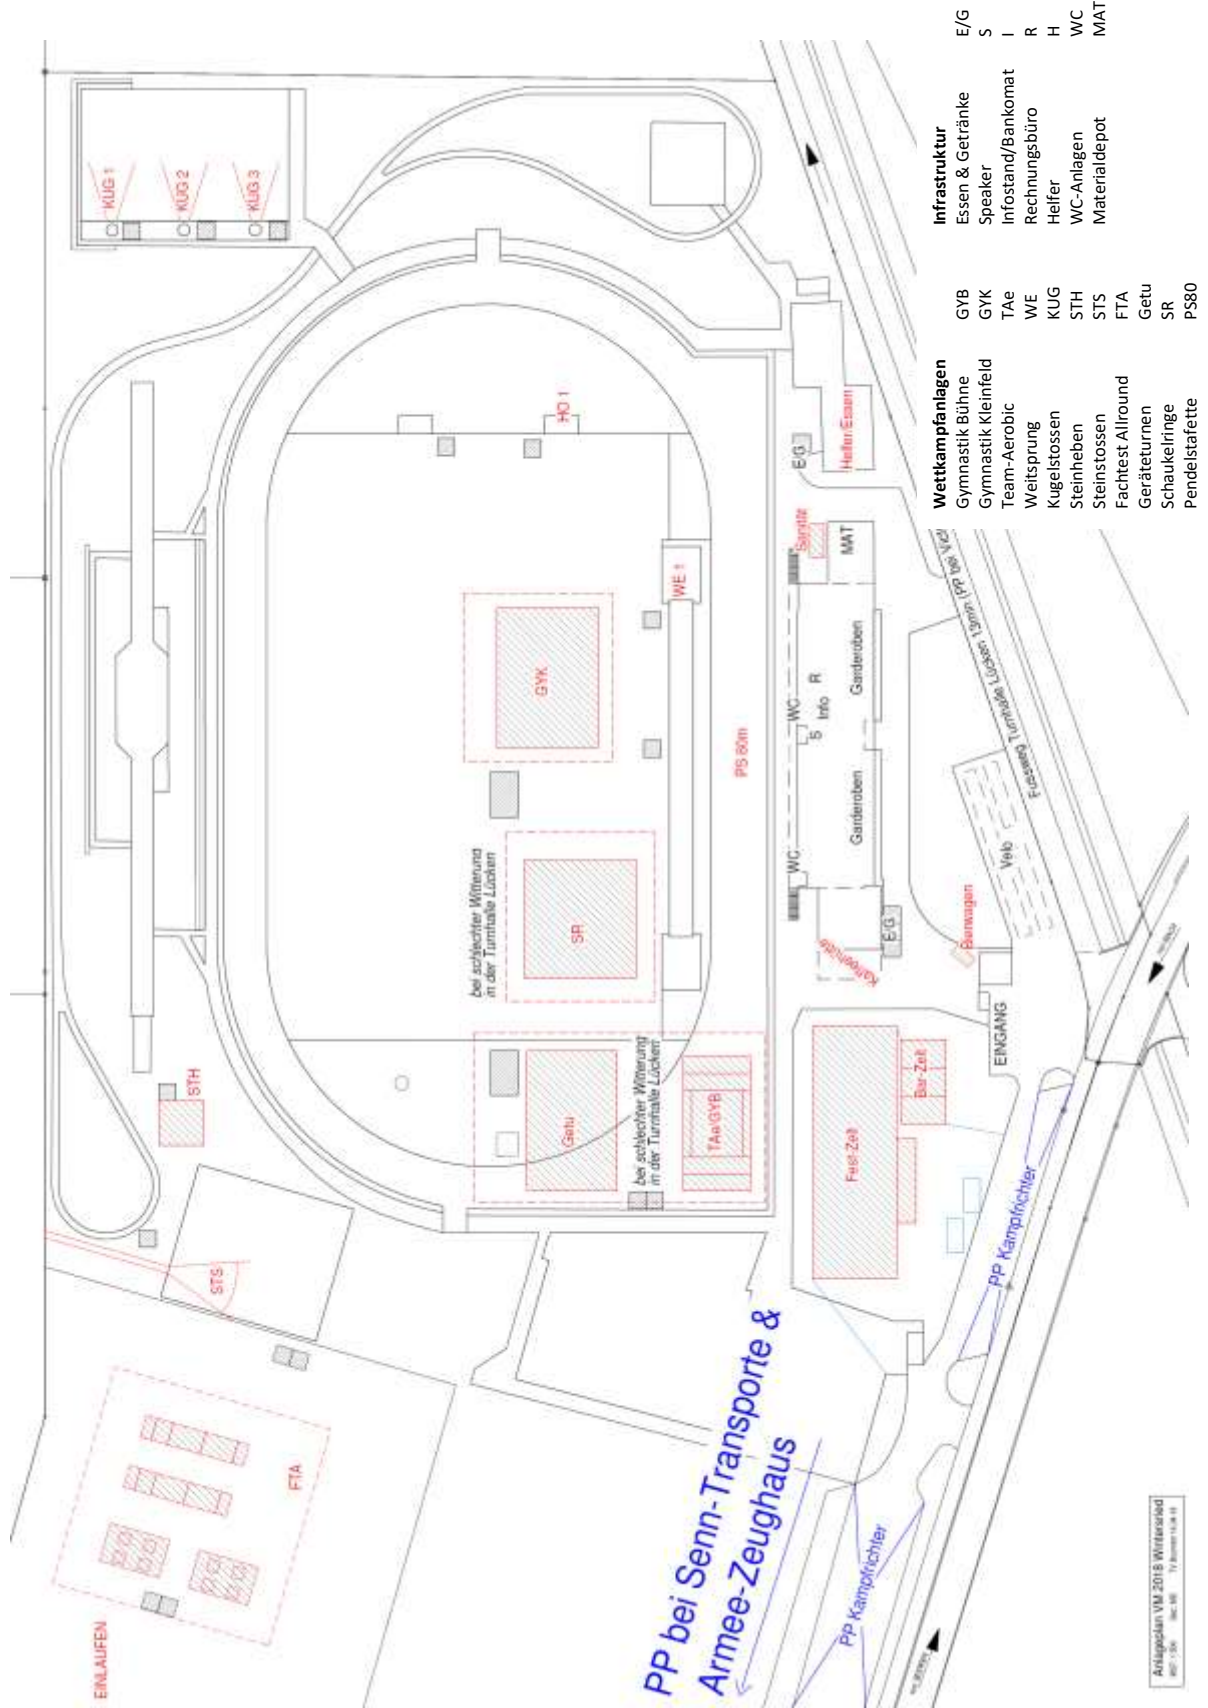 EINLAUFEN
FTA
STS
STH
KUG 1
KUG 2
KUG 3
HO 1
GYK
bei schlechter Witterung
in der Turnhalle Lücken
SR
Getu
bei schlechter Witterung
in der Turnhalle Lücken
TAe/GYB
WE 1
PS 80m
WC
WC
S
Info
R
Garderoben
Garderoben
MAT
Sanität
E/G
Helfer/Essen
Kaffeehütte
E/G
Bierwagen
Velo
EINGANG
Fest-Zelt
Bar-Zelt
PP Kampfrichter
PP Kampfrichter
PP bei Senn-Transporte &
Armee-Zeughaus
Fussweg Turnhalle Lücken
Wettkampfanlagen
Gymnastik Bühne GYB
Gymnastik Kleinfeld GYK
Team-Aerobic TAe
Weitsprung WE
Kugelstossen KUG
Steinheben STH
Steinstossen STS
Fachtest Allround FTA
Geräteturnen Getu
Schaukelringe SR
Pendelstafette PS80
Infrastruktur
Essen & Getränke E/G
Speaker S
Infostand/Bankomat I
Rechnungsbüro R
Helfer H
WC-Anlagen WC
Materialdepot MAT
Anlageplan VM 2018 Wintersried